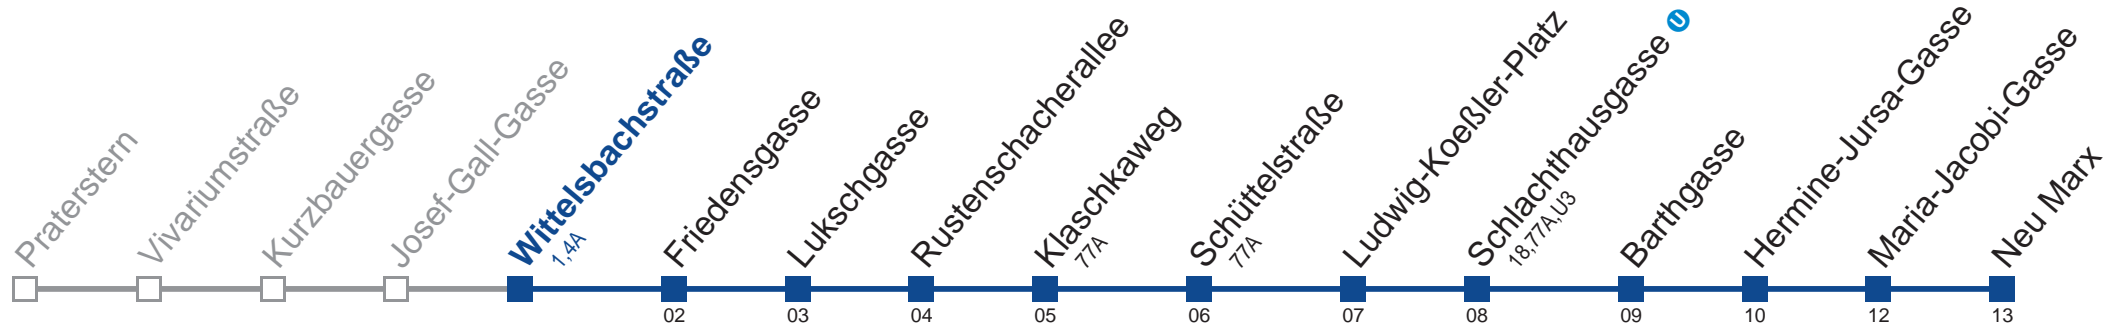 Praterstern
Vivariumstraße
Kurzbauergasse
Josef-Gall-Gasse
Wittelsbachstraße
1,4A
Friedensgasse
02
Lukschgasse
03
Rustenschacherallee
04
Klaschkaweg
77A
05
Schüttelstraße
77A
06
Ludwig-Koeßler-Platz
07
Schlachthausgasse U
18,77A,U3
08
Barthgasse
09
Hermine-Jursa-Gasse
10
Maria-Jacobi-Gasse
12
Neu Marx
13